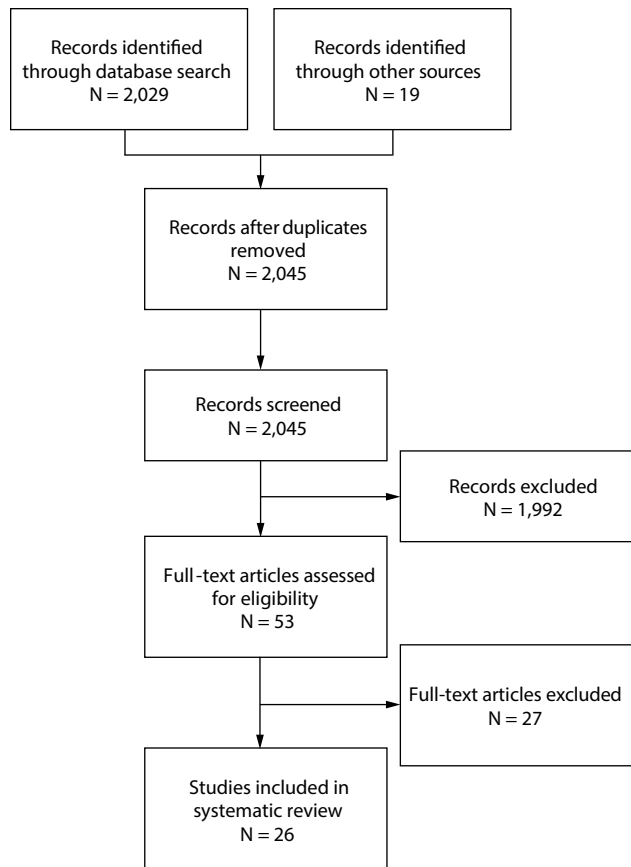 Records identified
through database search
N = 2,029
Records identified
through other sources
N = 19
Records after duplicates
removed
N = 2,045
Records screened
N = 2,045
Records excluded
N = 1,992
Full-text articles assessed
for eligibility
N = 53
Full-text articles excluded
N = 27
Studies included in
systematic review
N = 26